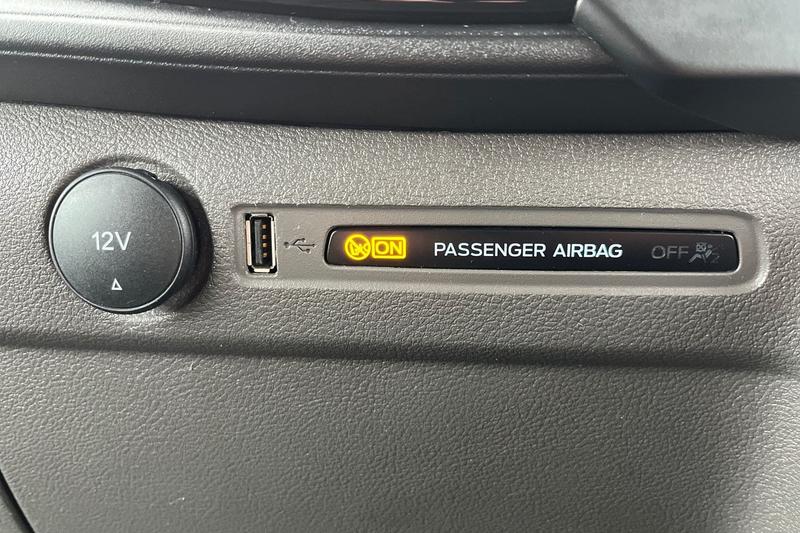 12V
ON PASSENGER AIRBAG OFF